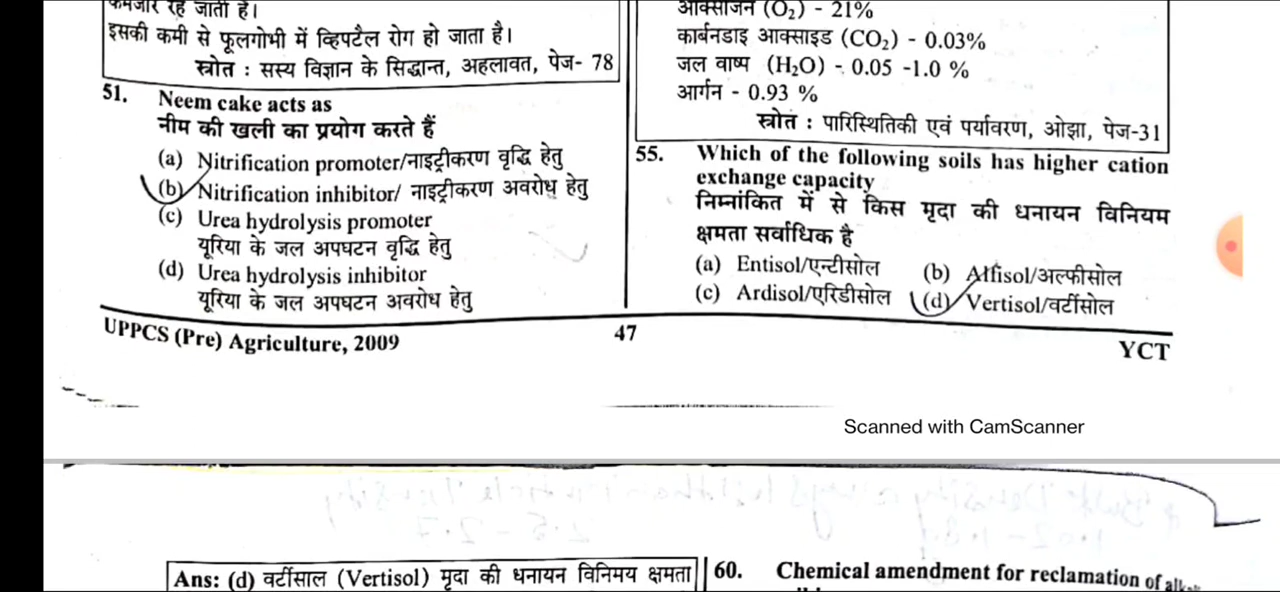 कमजोर रह जाती है।
इसकी कमी से फूलगोभी में व्हिपटैल रोग हो जाता है।
स्त्रोत : सस्य विज्ञान के सिद्धान्त, अहलावत, पेज- 78
51. Neem cake acts as
नीम की खली का प्रयोग करते हैं
(a) Nitrification promoter/नाइट्रीकरण वृद्धि हेतु
(b) Nitrification inhibitor/ नाइट्रीकरण अवरोध हेतु
(c) Urea hydrolysis promoter
यूरिया के जल अपघटन वृद्धि हेतु
(d) Urea hydrolysis inhibitor
यूरिया के जल अपघटन अवरोध हेतु
आक्सीजन (O₂) - 21%
कार्बनडाइ आक्साइड (CO₂) - 0.03%
जल वाष्प (H₂O) - 0.05 -1.0 %
आर्गन - 0.93 %
स्त्रोत : पारिस्थितिकी एवं पर्यावरण, ओझा, पेज-31
55. Which of the following soils has higher cation
exchange capacity
निम्नांकित में से किस मृदा की धनायन विनियम
क्षमता सर्वाधिक है
(a) Entisol/एन्टीसोल (b) Alfisol/अल्फीसोल
(c) Ardisol/एरिडीसोल (d) Vertisol/वर्टीसोल
UPPCS (Pre) Agriculture, 2009 47 YCT
Scanned with CamScanner
Ans: (d) वर्टीसाल (Vertisol) मृदा की धनायन विनिमय क्षमता
60. Chemical amendment for reclamation of